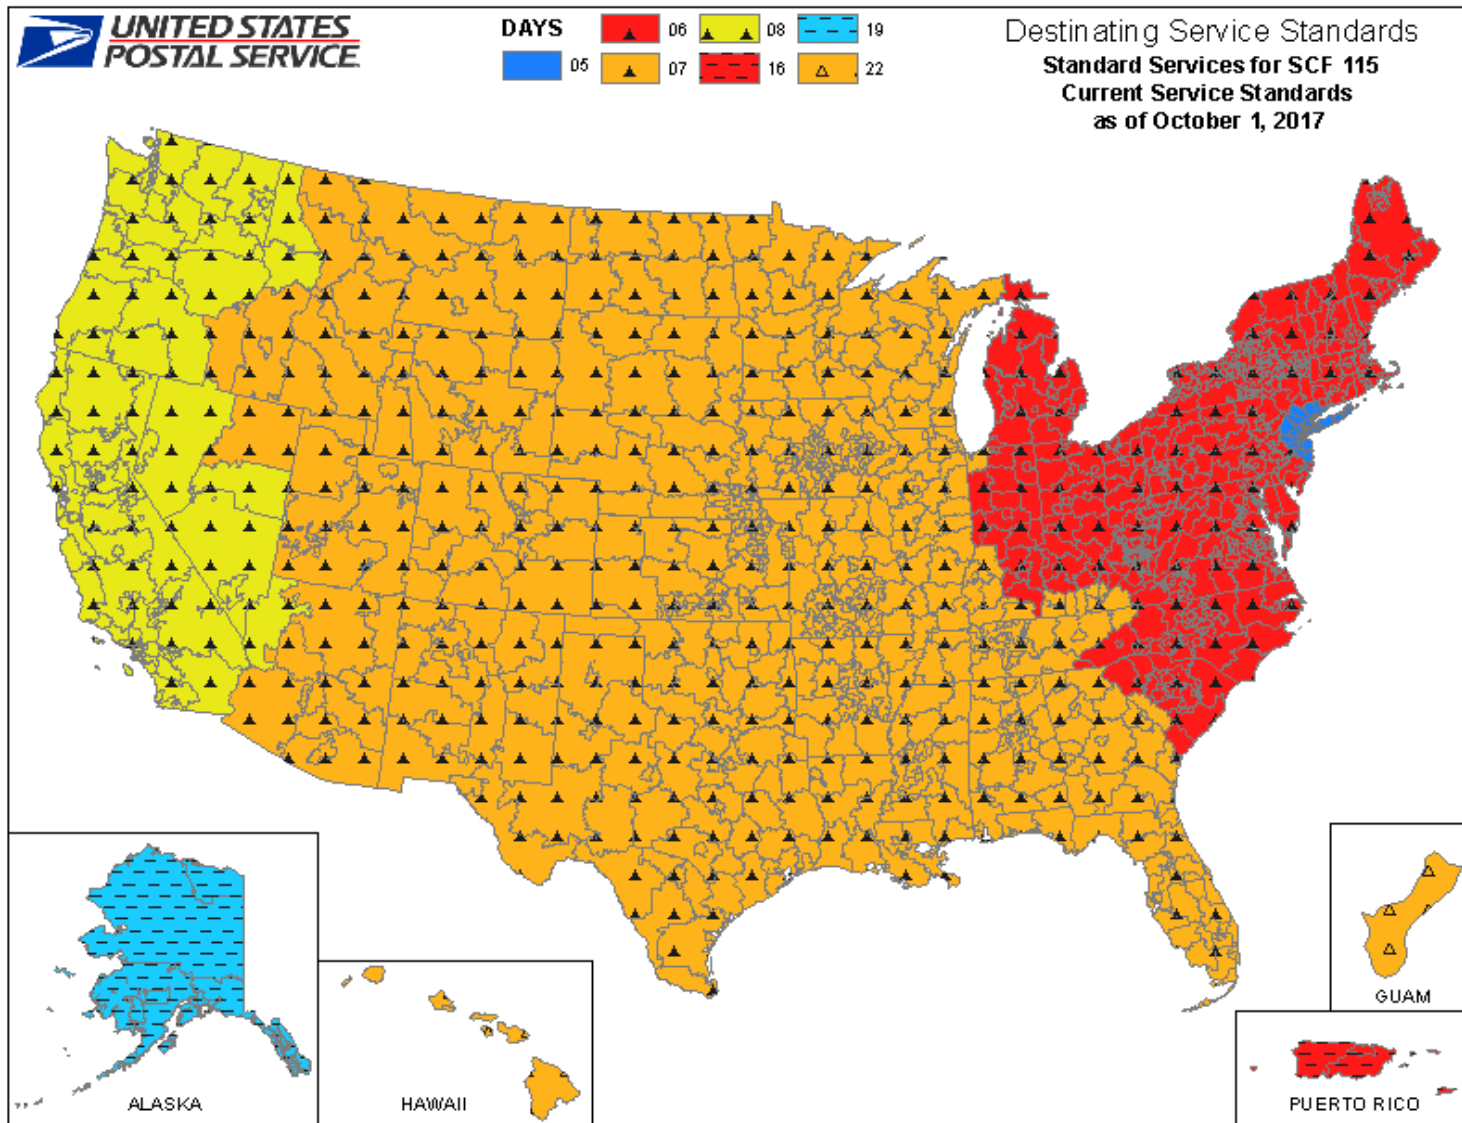 UNITED STATES
POSTAL SERVICE
DAYS
06
08
19
05
07
16
22
Destinating Service Standards
Standard Services for SCF 115
Current Service Standards
as of October 1, 2017
ALASKA
HAWAII
GUAM
PUERTO RICO